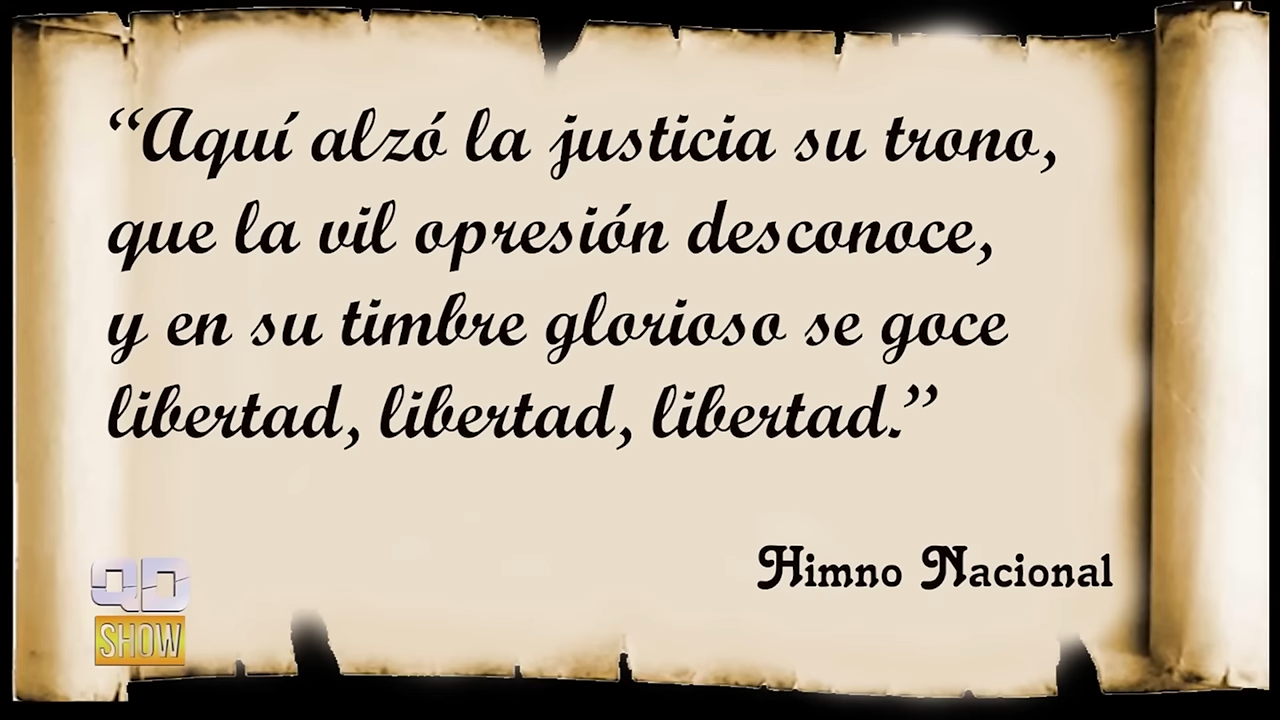 “Aquí alzó la justicia su trono,
que la vil opresión desconoce,
y en su timbre glorioso se goce
libertad, libertad, libertad.”
Himno Nacional
QD
SHOW